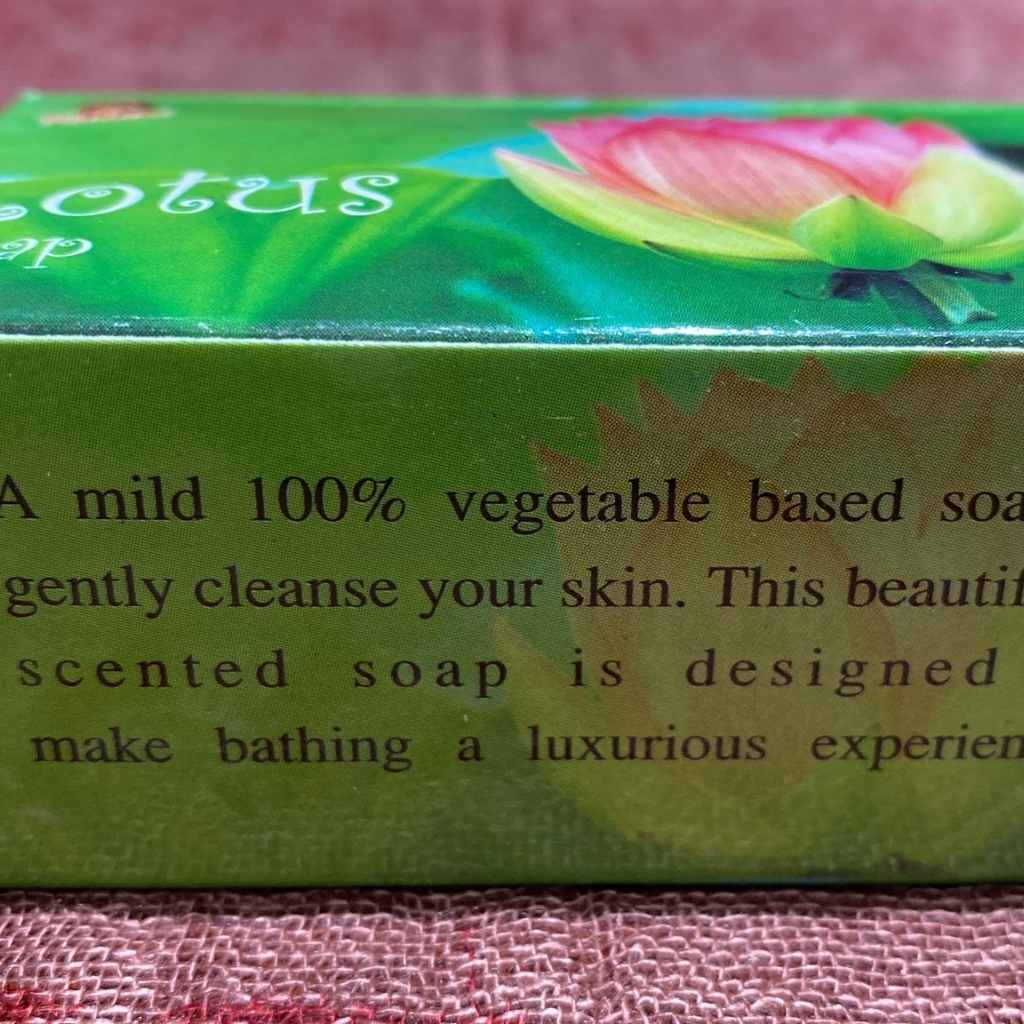 Lotus
A mild 100% vegetable based soa
gently cleanse your skin. This beautif
scented soap is designed
make bathing a luxurious experien